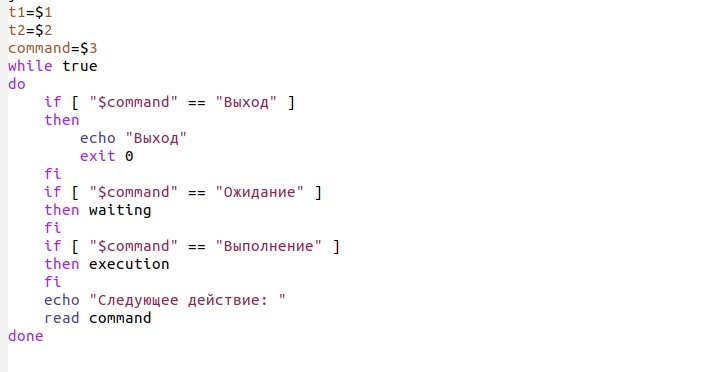 t1=$1
t2=$2
command=$3
while true
do
    if [ "$command" == "Выход" ]
    then
        echo "Выход"
        exit 0
    fi
    if [ "$command" == "Ожидание" ]
    then waiting
    fi
    if [ "$command" == "Выполнение" ]
    then execution
    fi
    echo "Следующее действие: "
    read command
done